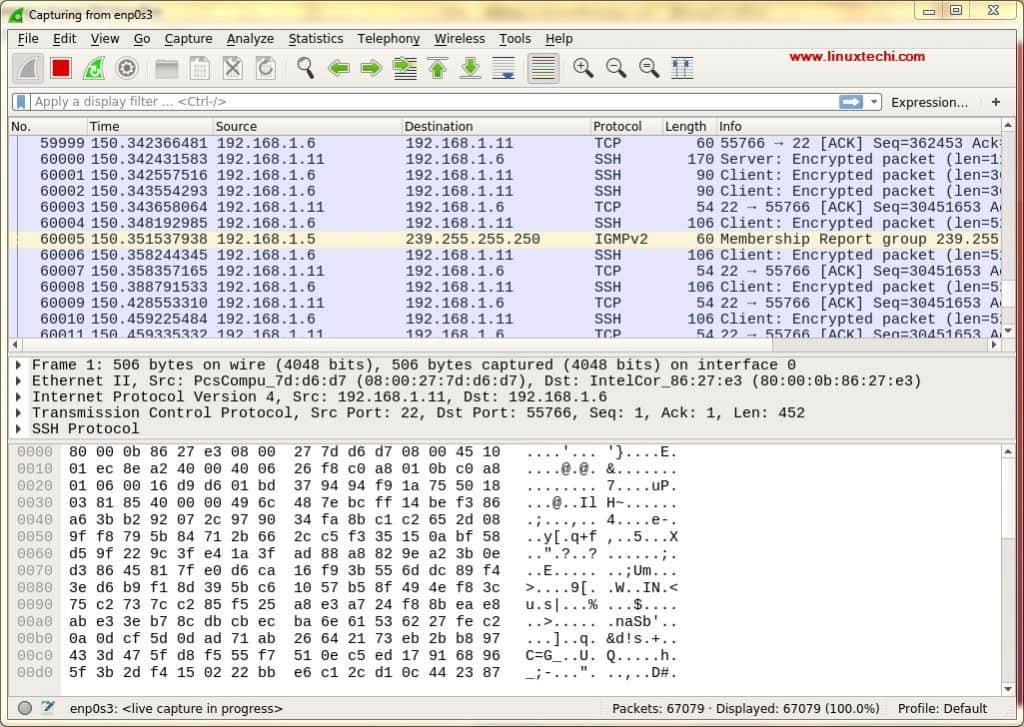 Capturing from enp0s3
File Edit View Go Capture Analyze Statistics Telephony Wireless Tools Help
www.linuxtechi.com
Apply a display filter ... <Ctrl-/> Expression... +
No. Time Source Destination Protocol Length Info
59999 150.342366481 192.168.1.6 192.168.1.11 TCP 60 55766 → 22 [ACK] Seq=362453 Ack=
60000 150.342431583 192.168.1.11 192.168.1.6 SSH 170 Server: Encrypted packet (len=1
60001 150.342557516 192.168.1.6 192.168.1.11 SSH 90 Client: Encrypted packet (len=3
60002 150.343554293 192.168.1.6 192.168.1.11 SSH 90 Client: Encrypted packet (len=3
60003 150.343658064 192.168.1.11 192.168.1.6 TCP 54 22 → 55766 [ACK] Seq=30451653 A
60004 150.348192985 192.168.1.6 192.168.1.11 SSH 106 Client: Encrypted packet (len=5
60005 150.351537938 192.168.1.5 239.255.255.250 IGMPv2 60 Membership Report group 239.255
60006 150.358244345 192.168.1.6 192.168.1.11 SSH 106 Client: Encrypted packet (len=5
60007 150.358357165 192.168.1.11 192.168.1.6 TCP 54 22 → 55766 [ACK] Seq=30451653 A
60008 150.388791533 192.168.1.6 192.168.1.11 SSH 106 Client: Encrypted packet (len=5
60009 150.428553310 192.168.1.11 192.168.1.6 TCP 54 22 → 55766 [ACK] Seq=30451653 A
60010 150.459225484 192.168.1.6 192.168.1.11 SSH 106 Client: Encrypted packet (len=5
60011 150.459335332 192.168.1.11 192.168.1.6 TCP 54 22 → 55766 [ACK] Seq=30451653 A
Frame 1: 506 bytes on wire (4048 bits), 506 bytes captured (4048 bits) on interface 0
Ethernet II, Src: PcsCompu_7d:d6:d7 (08:00:27:7d:d6:d7), Dst: IntelCor_86:27:e3 (80:00:0b:86:27:e3)
Internet Protocol Version 4, Src: 192.168.1.11, Dst: 192.168.1.6
Transmission Control Protocol, Src Port: 22, Dst Port: 55766, Seq: 1, Ack: 1, Len: 452
SSH Protocol
0000 80 00 0b 86 27 e3 08 00 27 7d d6 d7 08 00 45 10 ....'... '}....E.
0010 01 ec 8e a2 40 00 40 06 26 f8 c0 a8 01 0b c0 a8 ....@.@. &.......
0020 01 06 00 16 d9 d6 01 bd 37 94 94 f9 1a 75 50 18 ........ 7....uP.
0030 03 81 85 40 00 00 49 6c 48 7e bc ff 14 be f3 86 ...@..Il H~......
0040 a6 3b b2 92 07 2c 97 90 34 fa 8b c1 c2 65 2d 08 .;...,.. 4....e-.
0050 9f f8 79 5b 84 71 2b 66 2c c5 f3 35 15 0a bf 58 ..y[.q+f ,..5...X
0060 d5 9f 22 9c 3f e4 1a 3f ad 88 a8 82 9e a2 3b 0e ..".?..? ......;.
0070 d3 86 45 81 7f e0 d6 ca 16 f9 3b 55 6d dc 89 f4 ..E..... ..;Um...
0080 3e d6 b9 f1 8d 39 5b c6 10 57 b5 8f 49 4e f8 3c >....9[. .W..IN.<
0090 75 c2 73 7c c2 85 f5 25 a8 e3 a7 24 f8 8b ea e8 u.s|...% ...$....
00a0 ab e3 3e b7 8c db cb ec ba 6e 61 53 62 27 fe c2 ..>..... .naSb'..
00b0 0a 0d cf 5d 0d ad 71 ab 26 64 21 73 eb 2b b8 97 ...]..q. &d!s.+..
00c0 43 3d 47 5f d8 f5 55 f7 51 0e c5 ed 17 91 68 96 C=G_..U. Q.....h.
00d0 5f 3b 2d f4 15 02 22 bb e6 c1 2c d1 0c 44 23 87 _;-...". ..,..D#.
enp0s3: <live capture in progress> Packets: 67079 · Displayed: 67079 (100.0%) Profile: Default